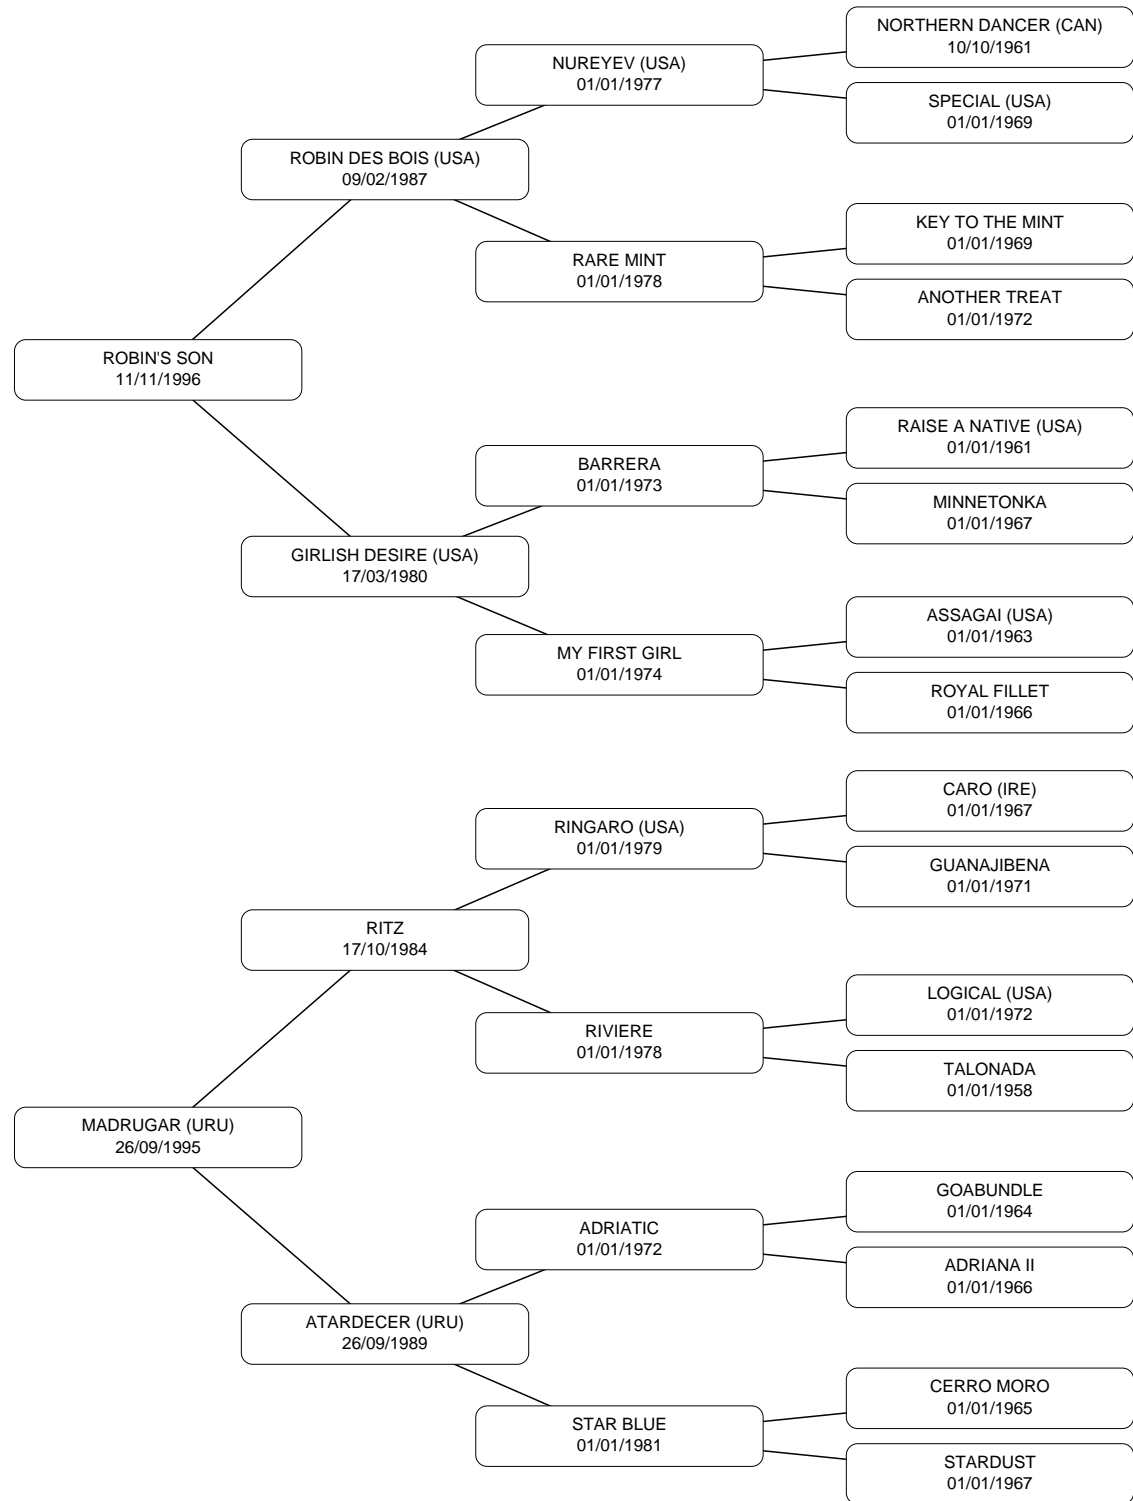 NORTHERN DANCER (CAN)
10/10/1961
NUREYEV (USA)
01/01/1977
SPECIAL (USA)
01/01/1969
ROBIN DES BOIS (USA)
09/02/1987
KEY TO THE MINT
01/01/1969
RARE MINT
01/01/1978
ANOTHER TREAT
01/01/1972
ROBIN'S SON
11/11/1996
RAISE A NATIVE (USA)
01/01/1961
BARRERA
01/01/1973
MINNETONKA
01/01/1967
GIRLISH DESIRE (USA)
17/03/1980
ASSAGAI (USA)
01/01/1963
MY FIRST GIRL
01/01/1974
ROYAL FILLET
01/01/1966
CARO (IRE)
01/01/1967
RINGARO (USA)
01/01/1979
GUANAJIBENA
01/01/1971
RITZ
17/10/1984
LOGICAL (USA)
01/01/1972
RIVIERE
01/01/1978
TALONADA
01/01/1958
MADRUGAR (URU)
26/09/1995
GOABUNDLE
01/01/1964
ADRIATIC
01/01/1972
ADRIANA II
01/01/1966
ATARDECER (URU)
26/09/1989
CERRO MORO
01/01/1965
STAR BLUE
01/01/1981
STARDUST
01/01/1967